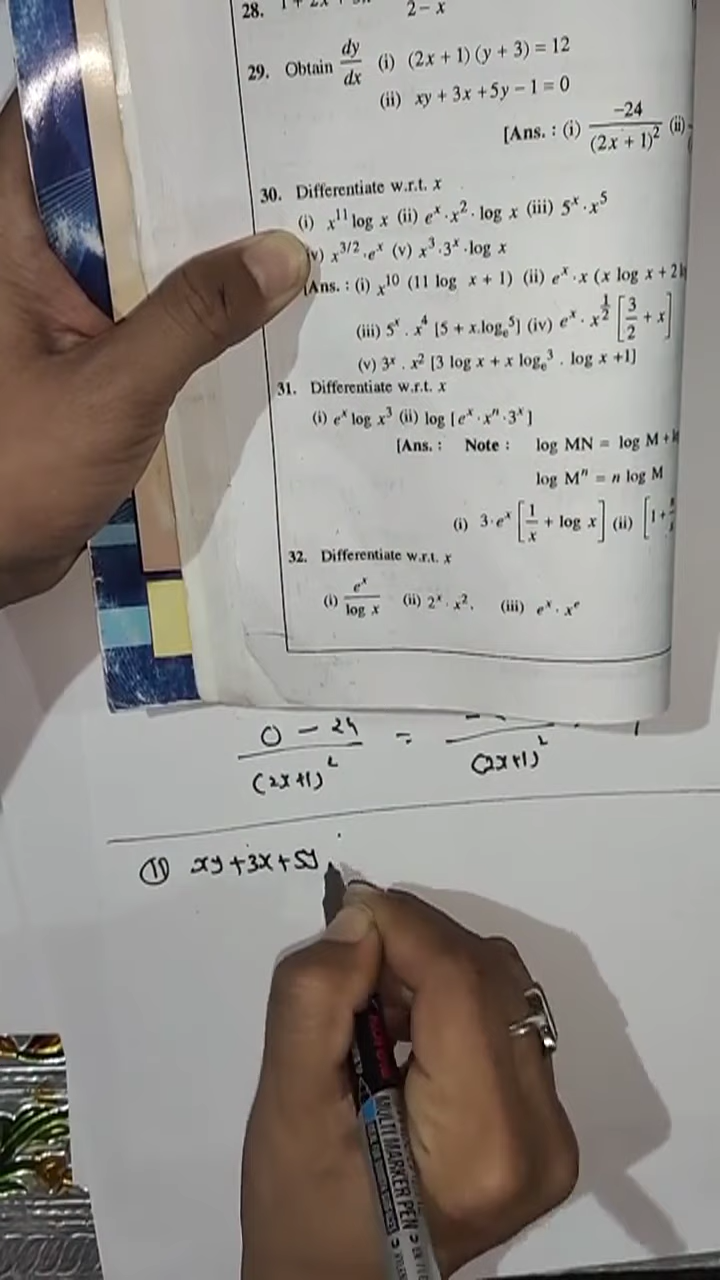 28.
2 – x
29. Obtain dy/dx (i) (2x + 1) (y + 3) = 12
(ii) xy + 3x + 5y – 1 = 0
[Ans. : (i) –24/(2x + 1)² (ii)
30. Differentiate w.r.t. x
(i) x¹¹ log x (ii) eˣ · x² · log x (iii) 5ˣ · x⁵
v) x^(3/2) · eˣ (v) x³ · 3ˣ · log x
Ans. : (i) x¹⁰ (11 log x + 1) (ii) eˣ · x (x log x + 2
(iii) 5ˣ . x⁴ [5 + x.logₑ⁵] (iv) eˣ · x^(1/2) [3/2 + x]
(v) 3ˣ . x² [3 log x + x logₑ³ . log x +1]
31. Differentiate w.r.t. x
(i) eˣ log x³ (ii) log [eˣ · xⁿ · 3ˣ]
[Ans. : Note : log MN = log M +
log Mⁿ = n log M
(i) 3·eˣ [1/x + log x] (ii) [1 +
32. Differentiate w.r.t. x
(i) eˣ/log x (ii) 2ˣ · x², (iii) eˣ · xᵉ
0 – 24/(2x+1)² = /(2x+1)²
(ii) xy + 3x + 5y
MULTI MARKER PEN